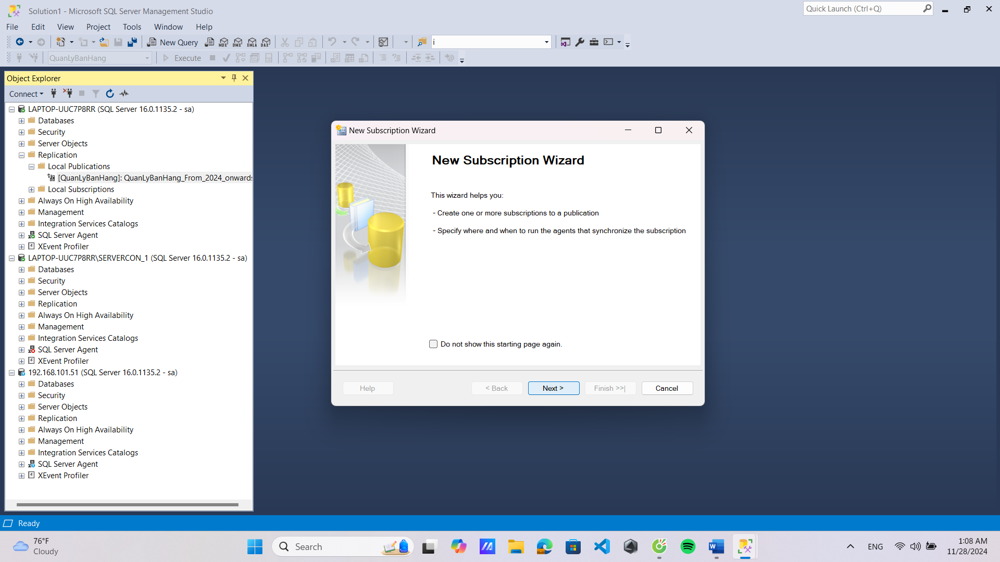 Solution1 - Microsoft SQL Server Management Studio
Quick Launch (Ctrl+Q)
File Edit View Project Tools Window Help
New Query MDX DMX XMLA DAX i
QuanLyBanHang Execute
Object Explorer
Connect
LAPTOP-UUC7P8RR (SQL Server 16.0.1135.2 - sa)
Databases
Security
Server Objects
Replication
Local Publications
[QuanLyBanHang]: QuanLyBanHang_From_2024_onwards
Local Subscriptions
Always On High Availability
Management
Integration Services Catalogs
SQL Server Agent
XEvent Profiler
LAPTOP-UUC7P8RR\SERVERCON_1 (SQL Server 16.0.1135.2 - sa)
Databases
Security
Server Objects
Replication
Always On High Availability
Management
Integration Services Catalogs
SQL Server Agent
XEvent Profiler
192.168.101.51 (SQL Server 16.0.1135.2 - sa)
Databases
Security
Server Objects
Replication
Always On High Availability
Management
Integration Services Catalogs
SQL Server Agent
XEvent Profiler
New Subscription Wizard
New Subscription Wizard
This wizard helps you:
- Create one or more subscriptions to a publication
- Specify where and when to run the agents that synchronize the subscription
Do not show this starting page again.
Help < Back Next > Finish >>| Cancel
Ready
76°F
Cloudy
Search
ENG
1:08 AM
11/28/2024